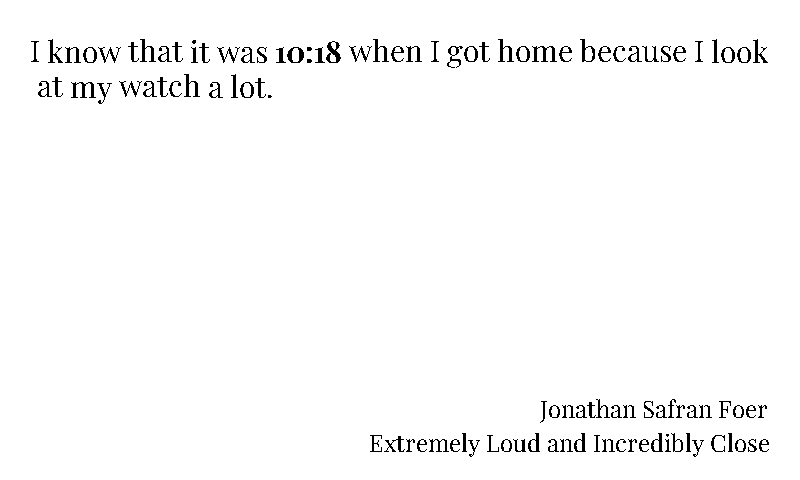 I know that it was 10:18 when I got home because I look
at my watch a lot.
Jonathan Safran Foer
Extremely Loud and Incredibly Close